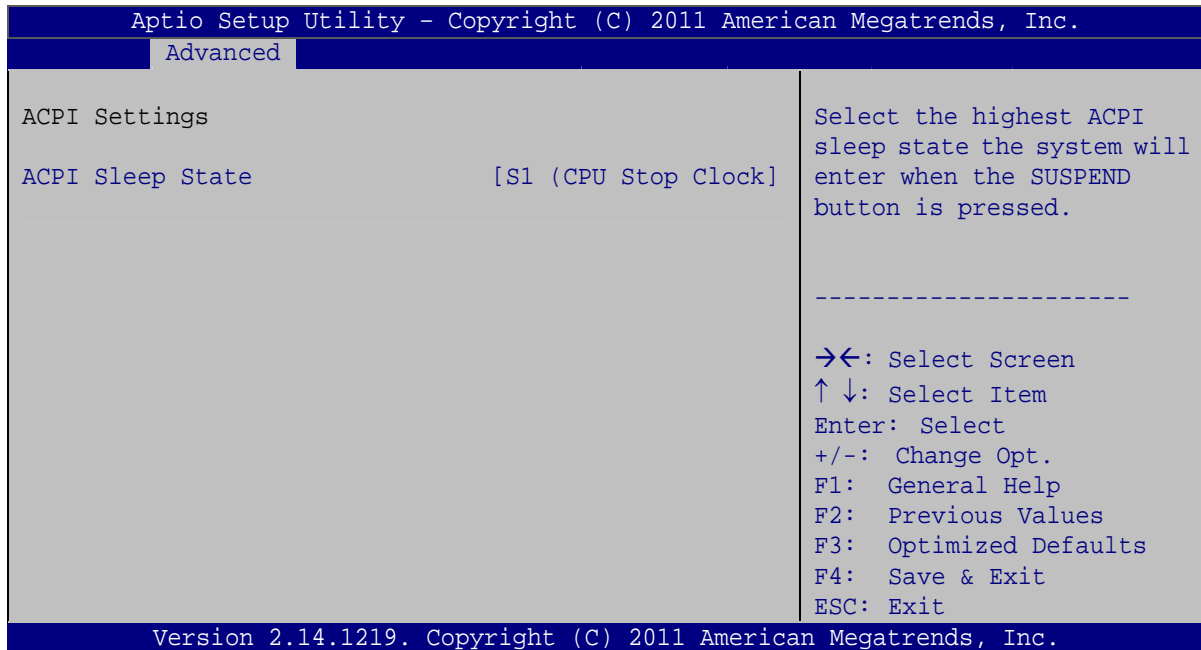 Aptio Setup Utility – Copyright (C) 2011 American Megatrends, Inc.
Advanced
ACPI Settings
ACPI Sleep State [S1 (CPU Stop Clock]
Select the highest ACPI
sleep state the system will
enter when the SUSPEND
button is pressed.
----------------------
→←: Select Screen
↑ ↓: Select Item
Enter: Select
+/-: Change Opt.
F1: General Help
F2: Previous Values
F3: Optimized Defaults
F4: Save & Exit
ESC: Exit
Version 2.14.1219. Copyright (C) 2011 American Megatrends, Inc.